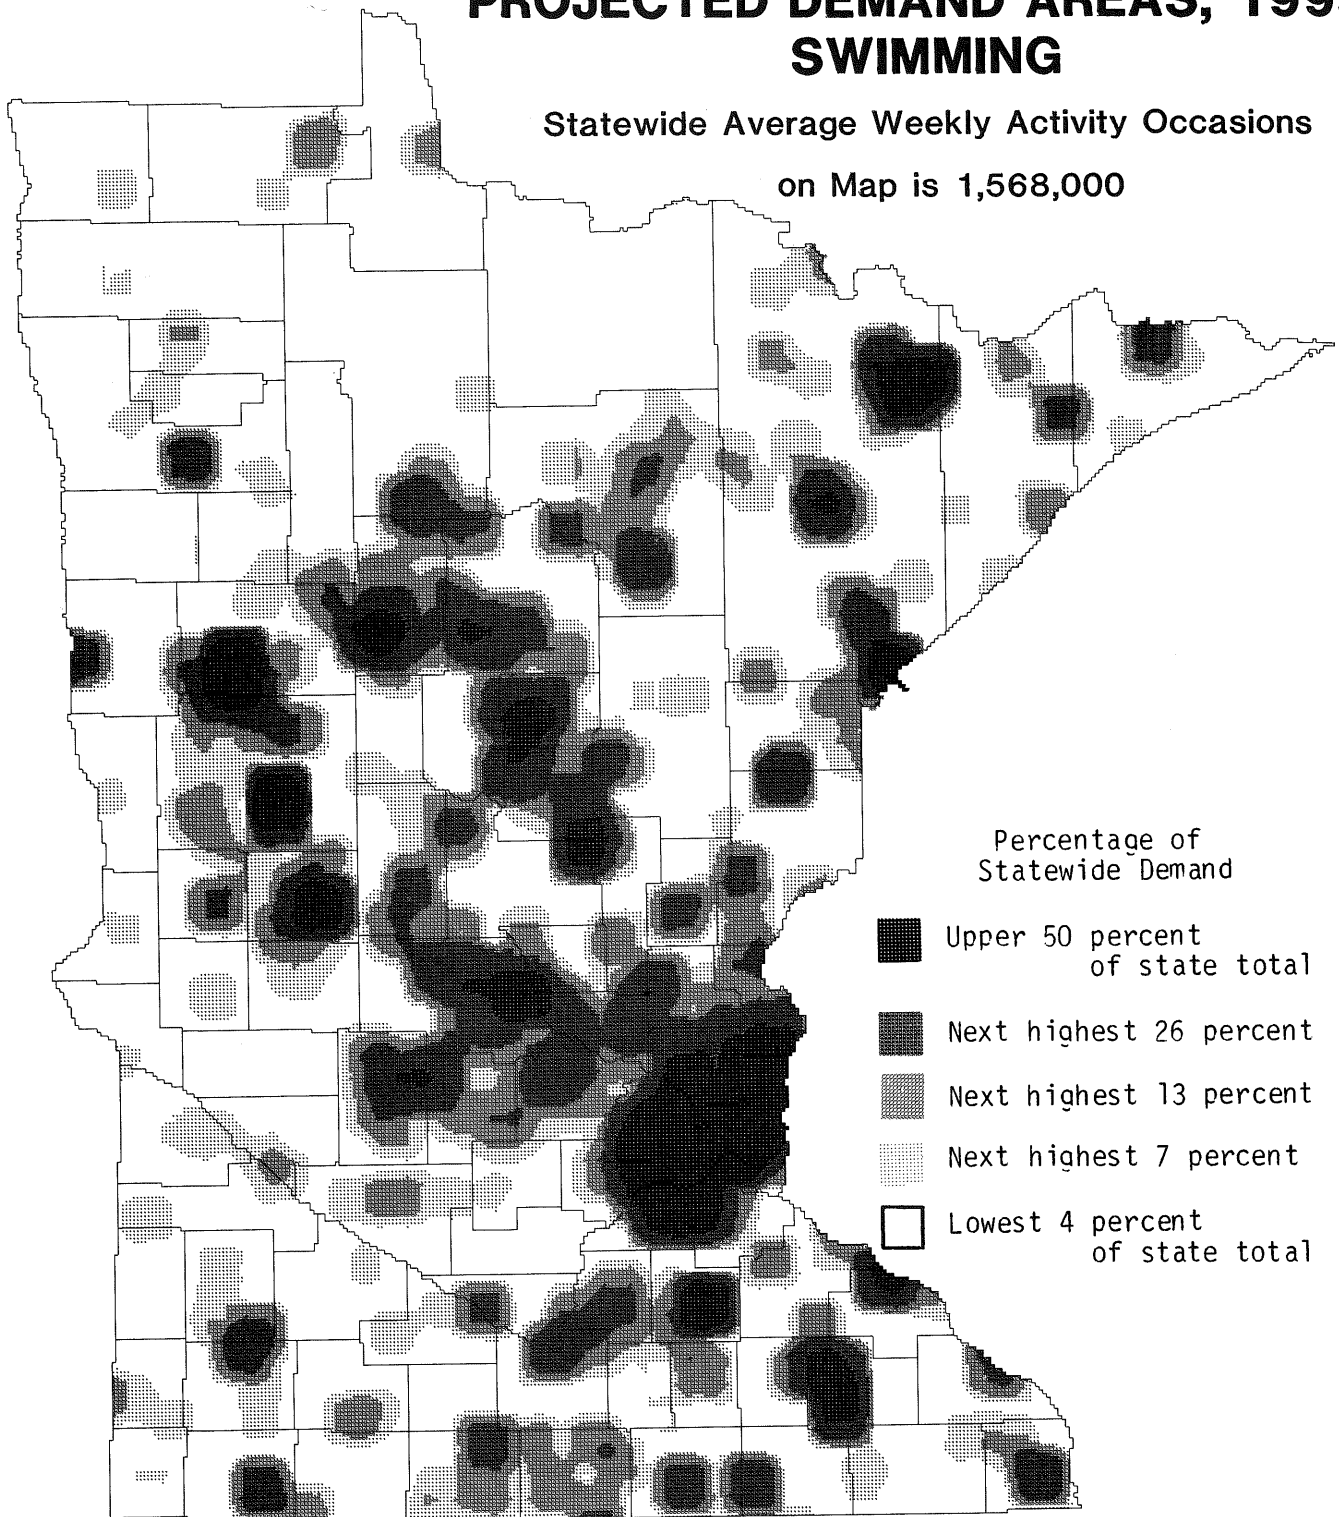 PROJECTED DEMAND AREAS, 199
SWIMMING
Statewide Average Weekly Activity Occasions
on Map is 1,568,000
Percentage of
Statewide Demand
Upper 50 percent
of state total
Next highest 26 percent
Next highest 13 percent
Next highest 7 percent
Lowest 4 percent
of state total